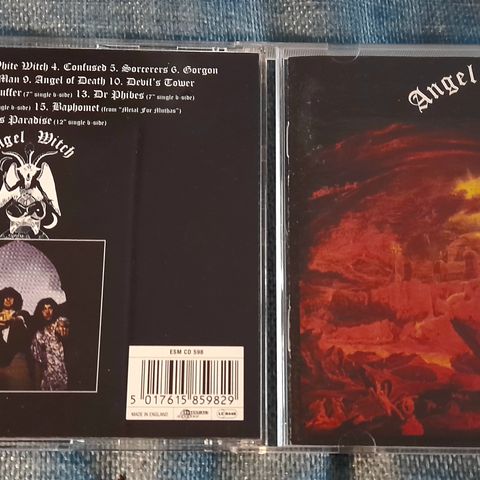 hite Witch 4. Confused 5. Sorcerers 6. Gorgon
Man 9. Angel of Death 10. Devil's Tower
uffer (7" single b-side) 13. Dr Phibes (7" single b-side)
gle b-side) 15. Baphomet (from "Metal For Muthas")
s Paradise (12" single b-side)
ngel Witch
ESM CD 598
5 017615 859829
MADE IN ENGLAND
Angel